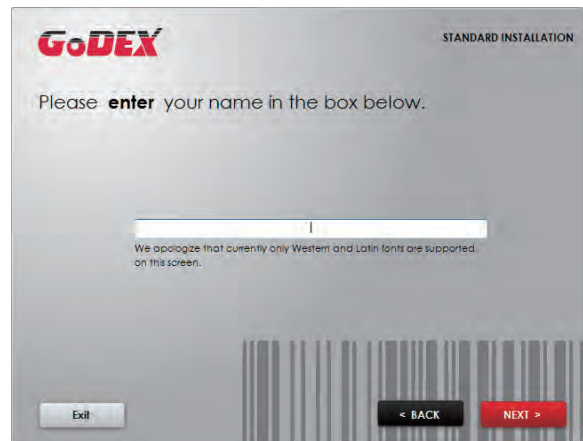 GoDEX
STANDARD INSTALLATION
Please enter your name in the box below.
We apologize that currently only Western and Latin fonts are supported
on this screen.
Exit
< BACK
NEXT >